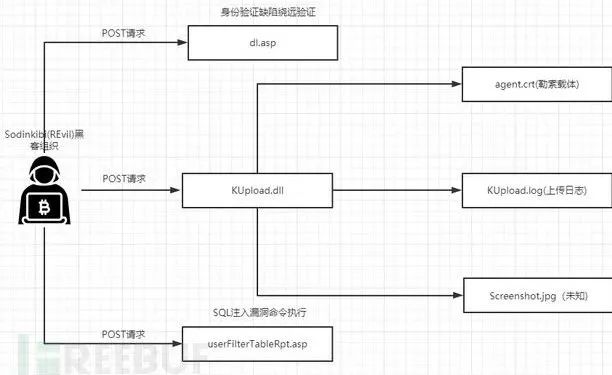 身份验证缺陷绕远验证
POST请求
dl.asp
agent.crt(勒索载体)
Sodinkibi(REvil)黑
客组织
POST请求
KUpload.dll
KUpload.log(上传日志)
Screenshot.jpg（未知）
SQL注入漏洞命令执行
POST请求
userFilterTableRpt.asp
REEBUF